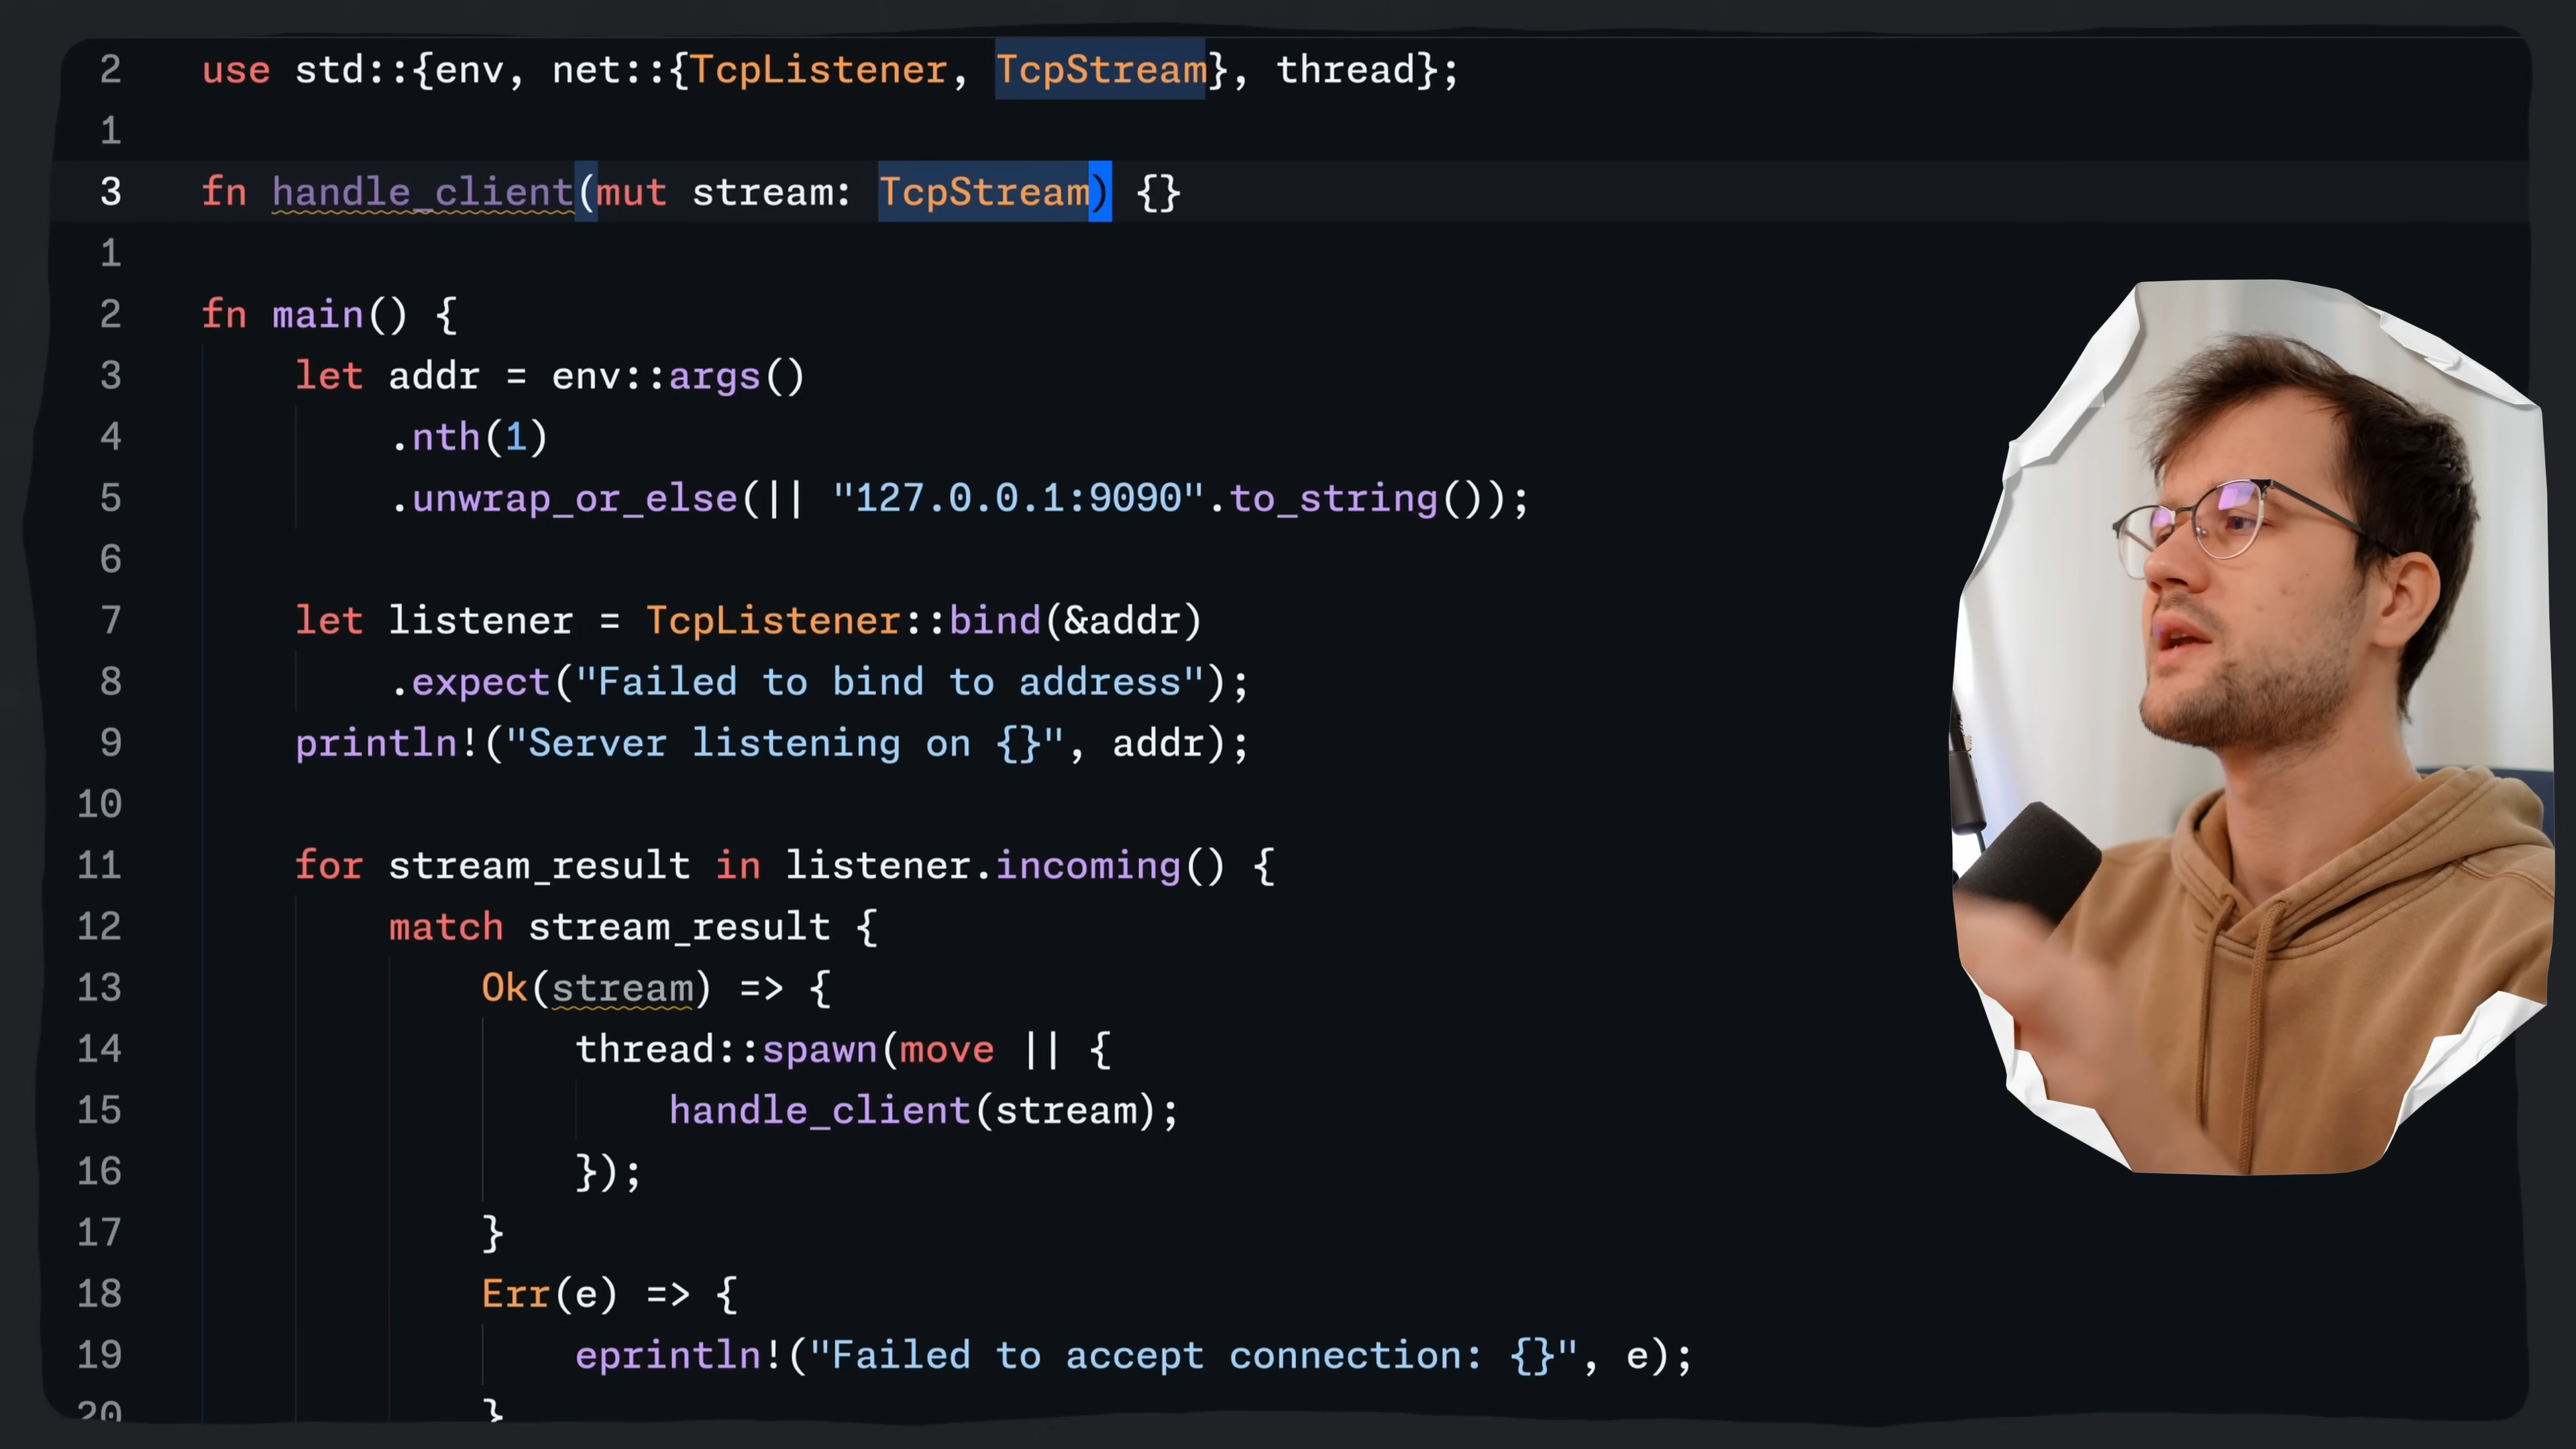 2 use std::{env, net::{TcpListener, TcpStream}, thread};
1
3 fn handle_client(mut stream: TcpStream) {}
1
2 fn main() {
3 let addr = env::args()
4 .nth(1)
5 .unwrap_or_else(|| "127.0.0.1:9090".to_string());
6
7 let listener = TcpListener::bind(&addr)
8 .expect("Failed to bind to address");
9 println!("Server listening on {}", addr);
10
11 for stream_result in listener.incoming() {
12 match stream_result {
13 Ok(stream) => {
14 thread::spawn(move || {
15 handle_client(stream);
16 });
17 }
18 Err(e) => {
19 eprintln!("Failed to accept connection: {}", e);
20 }